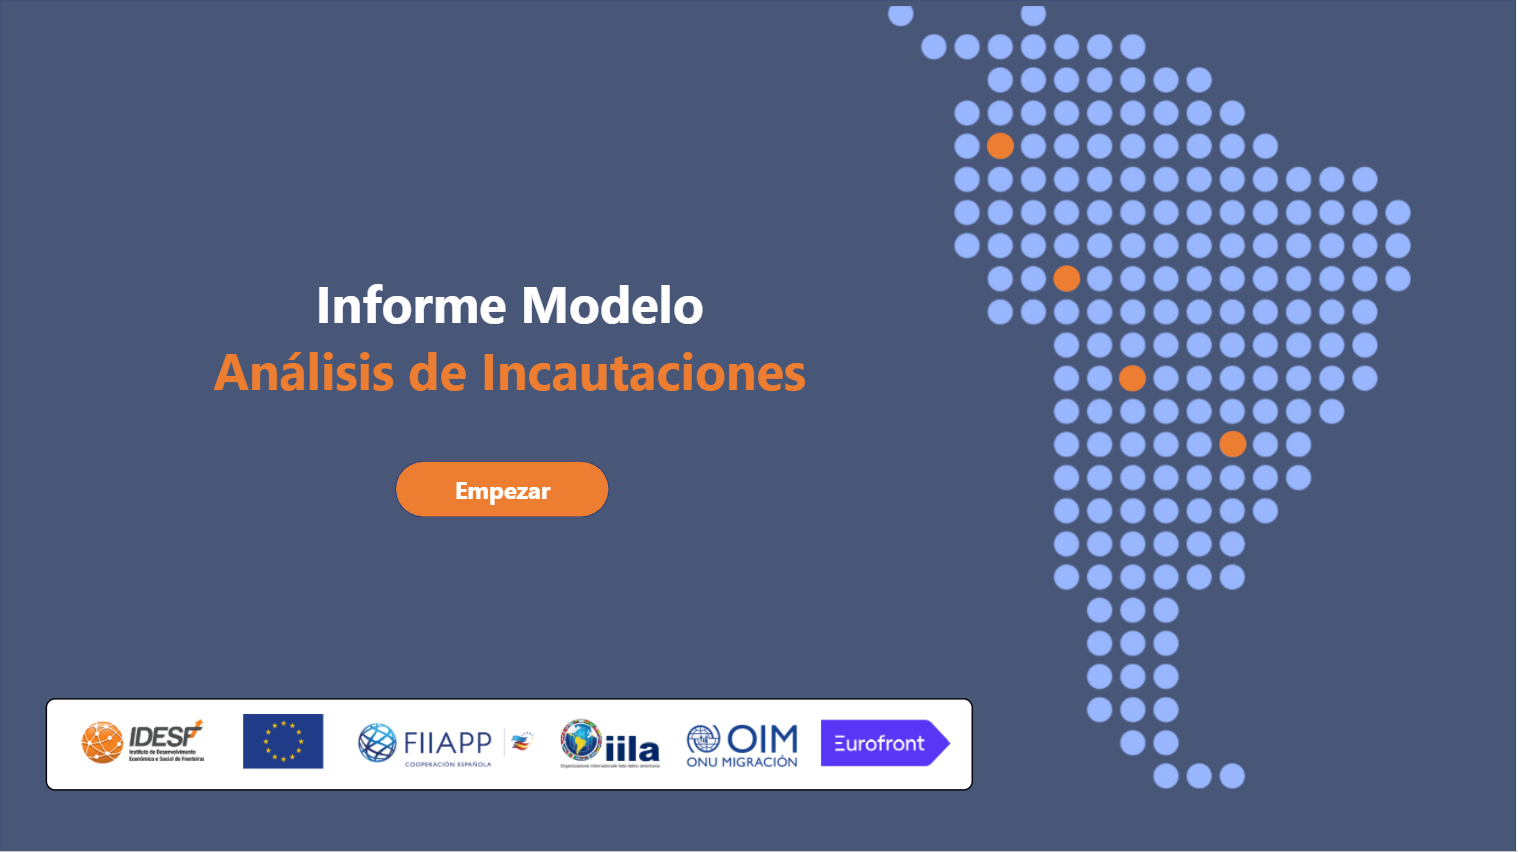 Informe Modelo
Análisis de Incautaciones
Empezar
IDESF
Instituto de Desenvolvimento
Econômico e Social de Fronteiras
FIIAPP
COOPERACIÓN ESPAÑOLA
iila
Organizzazione internazionale italo-latino americana
OIM
ONU MIGRACIÓN
Eurofront